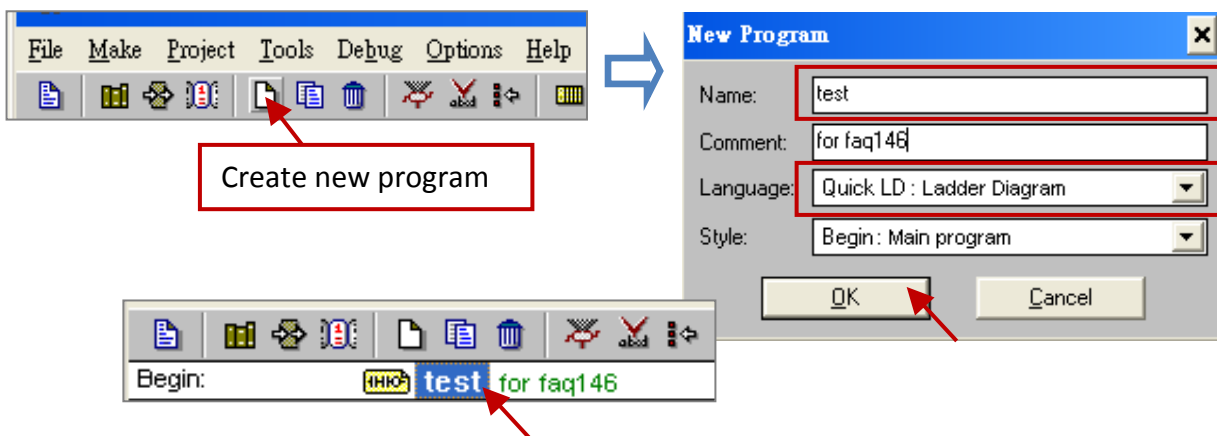 File Make Project Tools Debug Options Help
Create new program
New Program
Name: test
Comment: for faq146
Language: Quick LD : Ladder Diagram
Style: Begin : Main program
OK Cancel
Begin: test for faq146